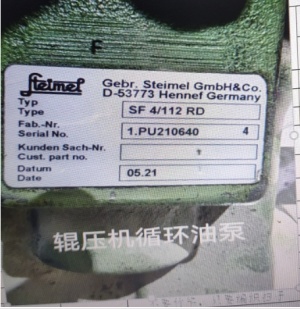 F
Steimel
Gebr. Steimel GmbH&Co.
D-53773 Hennef Germany
Typ
Type
SF 4/112 RD
Fab.-Nr.
Serial No.
1.PU210640 4
Kunden Sach-Nr.
Cust. part no.
Datum
Date
05.21
辊压机循环油泵